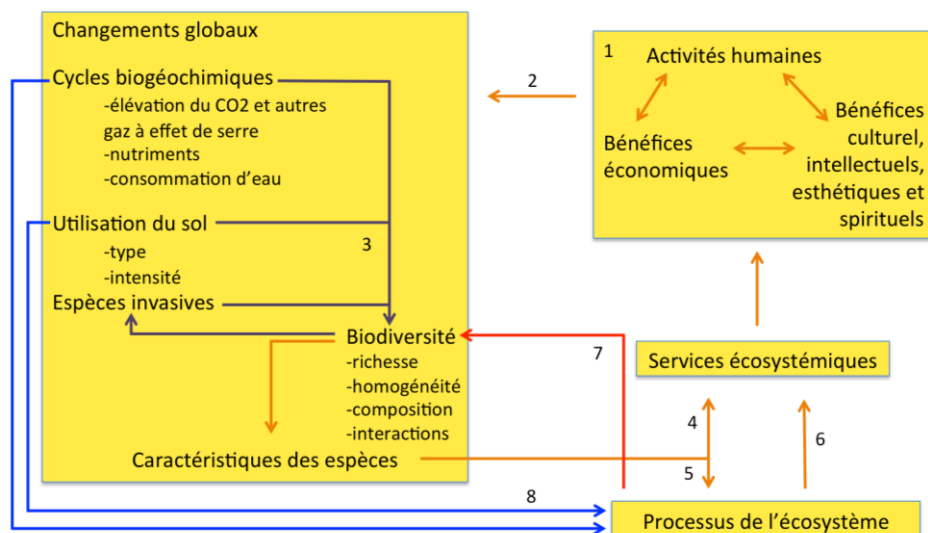 Changements globaux
Cycles biogéochimiques
-élévation du CO2 et autres
gaz à effet de serre
-nutriments
-consommation d'eau
Utilisation du sol
-type
-intensité
Espèces invasives
3
Biodiversité
-richesse
-homogénéité
-composition
-interactions
Caractéristiques des espèces
2
1
Activités humaines
Bénéfices
économiques
Bénéfices
culturel,
intellectuels,
esthétiques et
spirituels
Services écosystémiques
7
4
6
5
8
Processus de l'écosystème